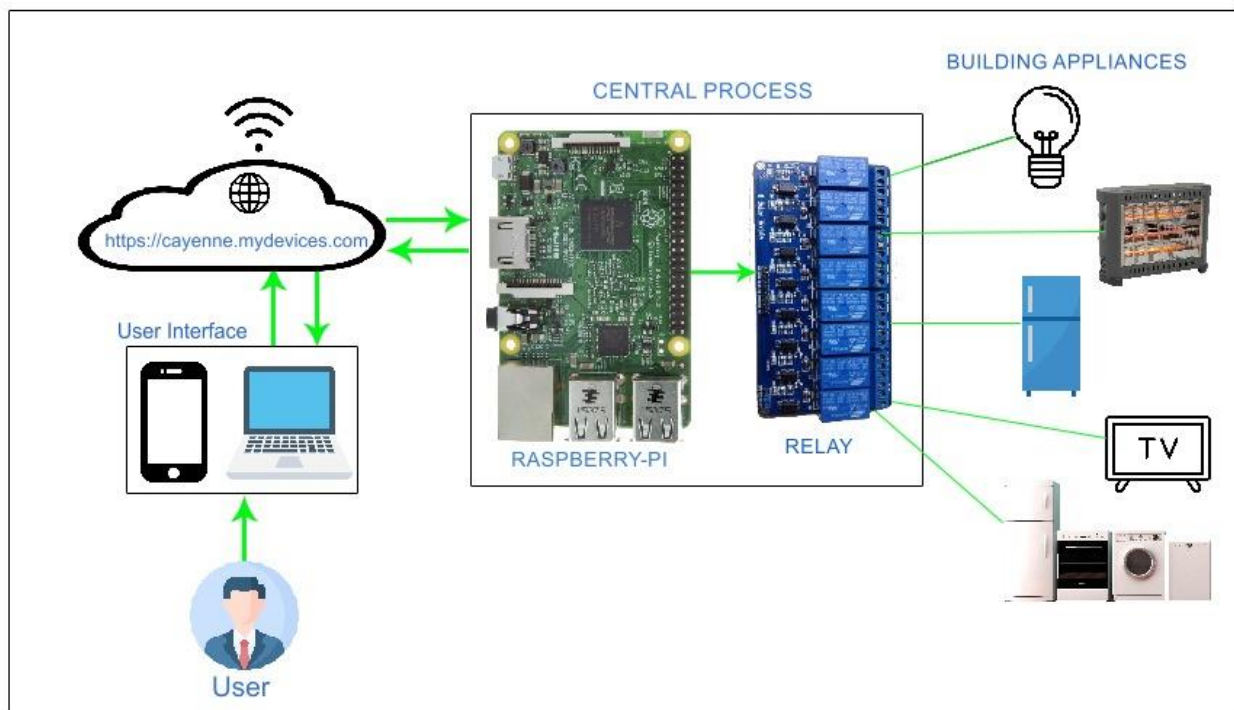 BUILDING APPLIANCES
CENTRAL PROCESS
https://cayenne.mydevices.com
User Interface
RASPBERRY-PI
RELAY
TV
User